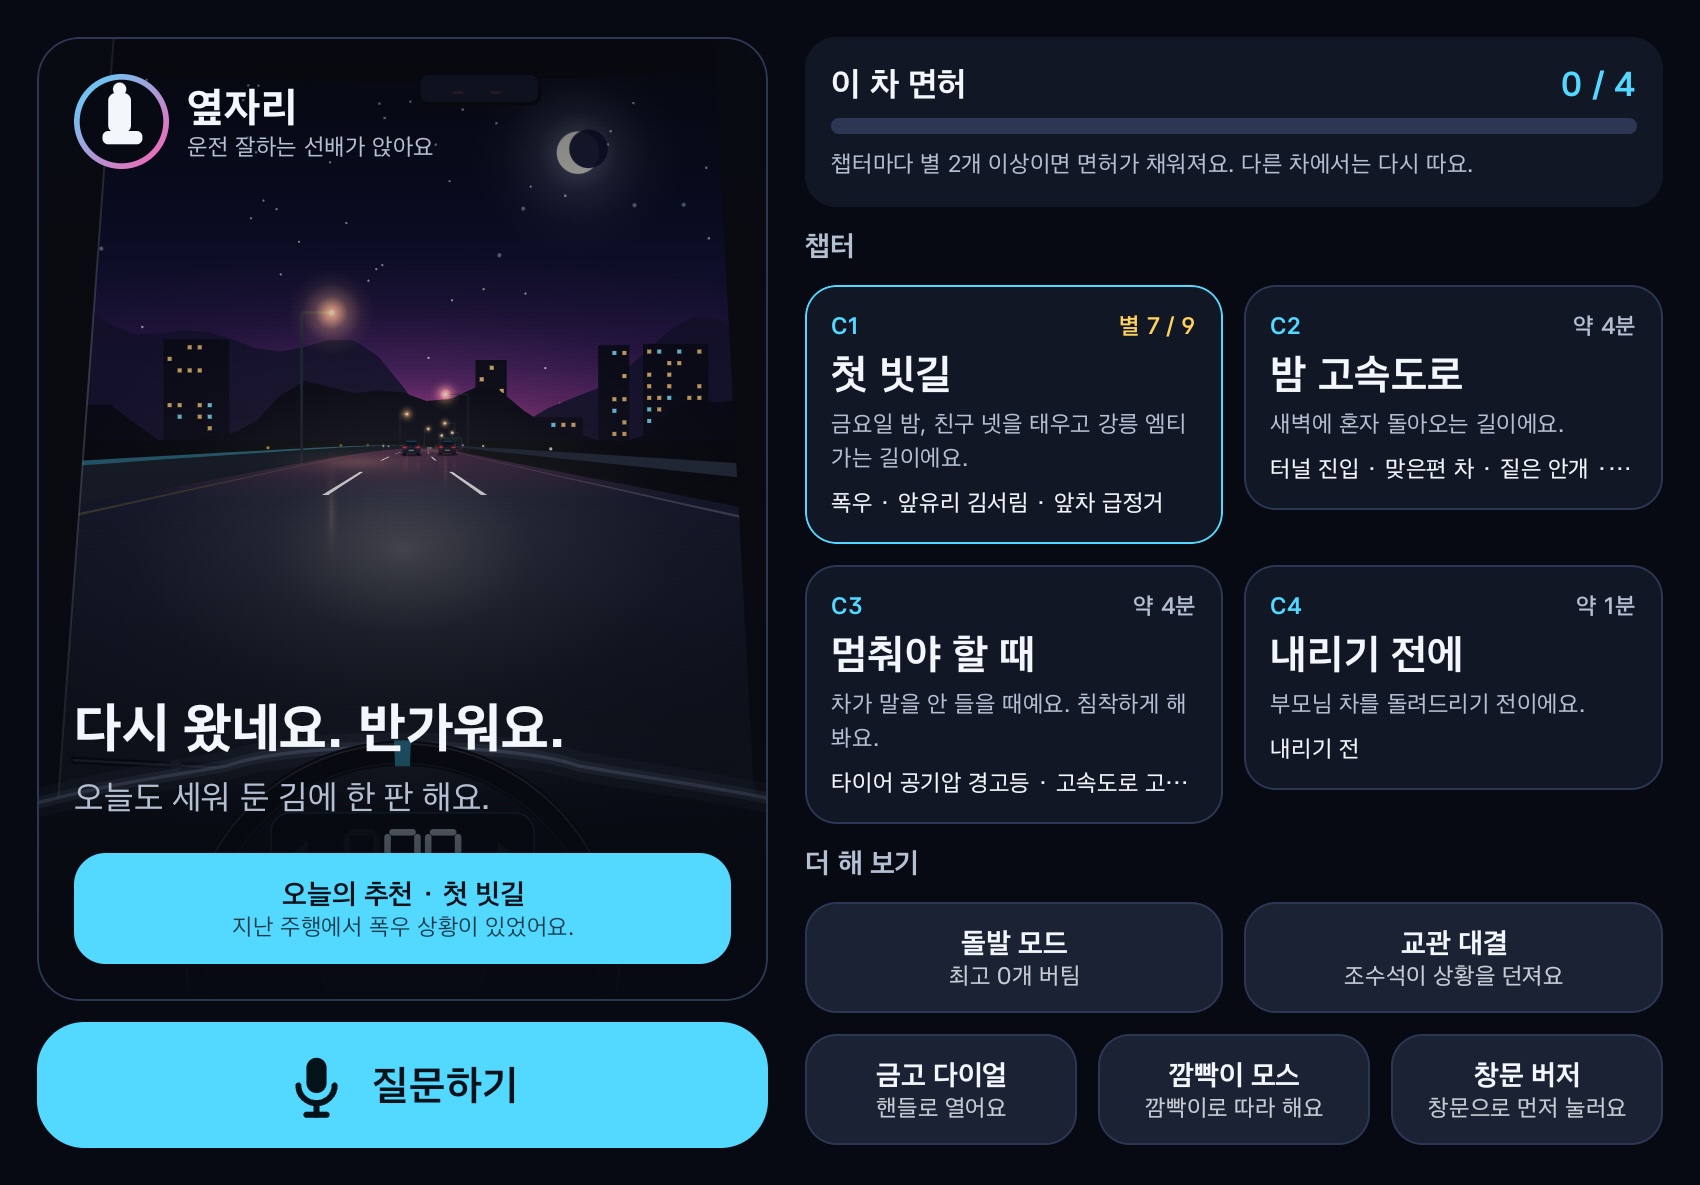 옆자리
운전 잘하는 선배가 앉아요
다시 왔네요. 반가워요.
오늘도 세워 둔 김에 한 판 해요.
오늘의 추천 · 첫 빗길
지난 주행에서 폭우 상황이 있었어요.
질문하기
이 차 면허
0 / 4
챕터마다 별 2개 이상이면 면허가 채워져요. 다른 차에서는 다시 따요.
챕터
C1
별 7 / 9
첫 빗길
금요일 밤, 친구 넷을 태우고 강릉 엠티
가는 길이에요.
폭우 · 앞유리 김서림 · 앞차 급정거
C2
약 4분
밤 고속도로
새벽에 혼자 돌아오는 길이에요.
터널 진입 · 맞은편 차 · 짙은 안개 ·…
C3
약 4분
멈춰야 할 때
차가 말을 안 들을 때예요. 침착하게 해
봐요.
타이어 공기압 경고등 · 고속도로 고…
C4
약 1분
내리기 전에
부모님 차를 돌려드리기 전이에요.
내리기 전
더 해 보기
돌발 모드
최고 0개 버팀
교관 대결
조수석이 상황을 던져요
금고 다이얼
핸들로 열어요
깜빡이 모스
깜빡이로 따라 해요
창문 버저
창문으로 먼저 눌러요